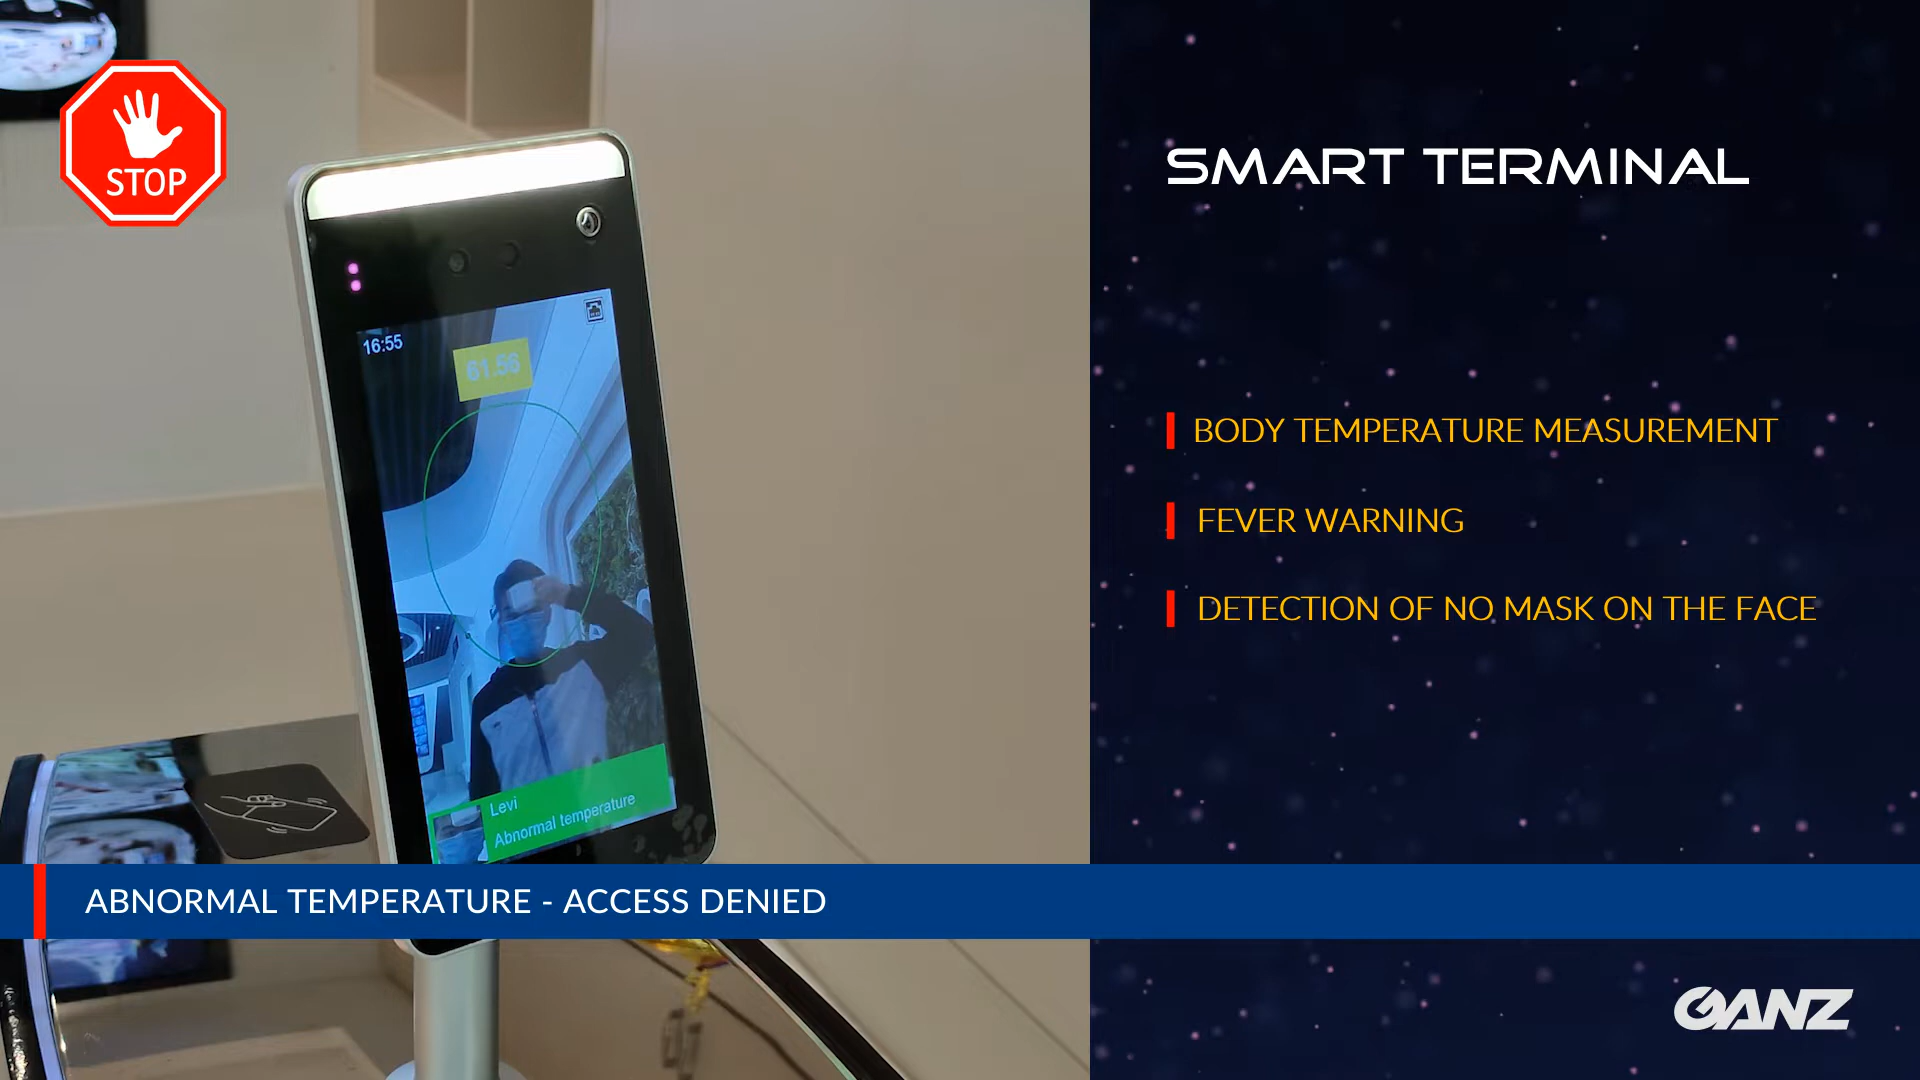 STOP
SMART TERMINAL
16:55
61.56
BODY TEMPERATURE MEASUREMENT
FEVER WARNING
DETECTION OF NO MASK ON THE FACE
Levi
Abnormal temperature
ABNORMAL TEMPERATURE - ACCESS DENIED
GANZ